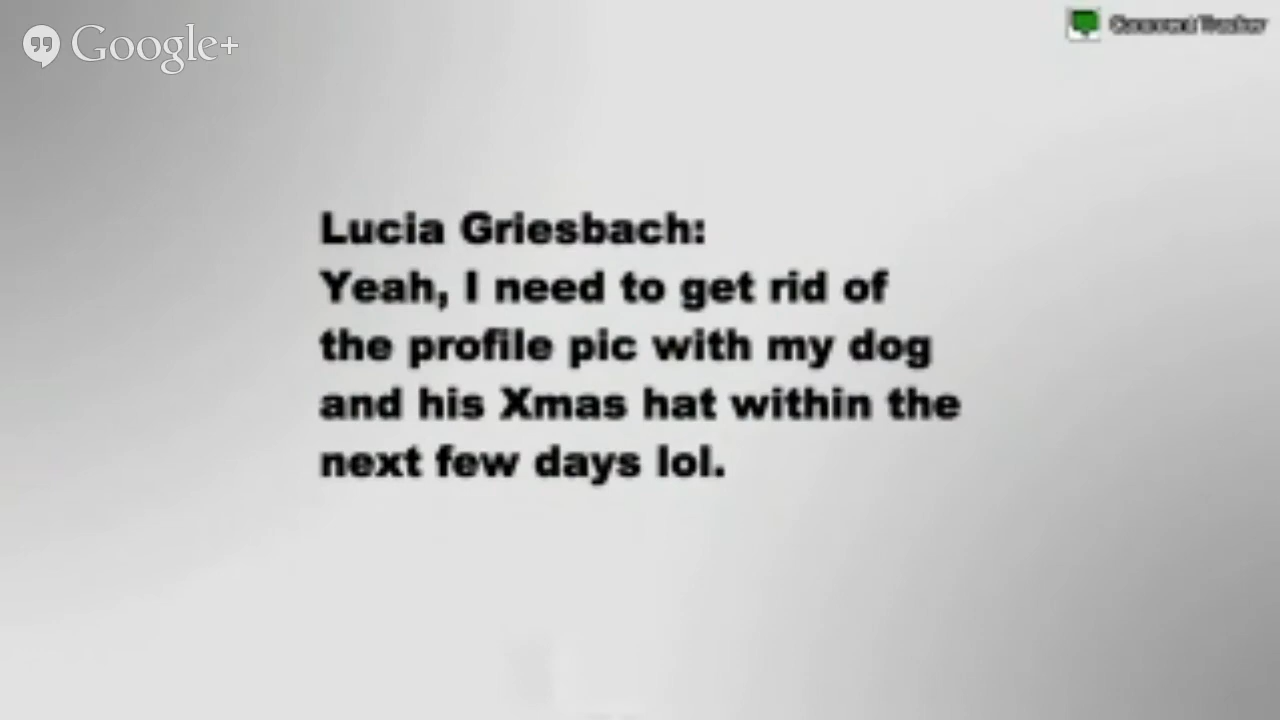 Google+
Lucia Griesbach:
Yeah, I need to get rid of
the profile pic with my dog
and his Xmas hat within the
next few days lol.